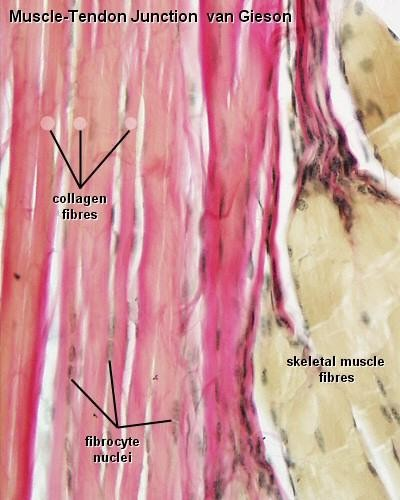 Muscle-Tendon Junction van Gieson
collagen
fibres
skeletal muscle
fibres
fibrocyte
nuclei